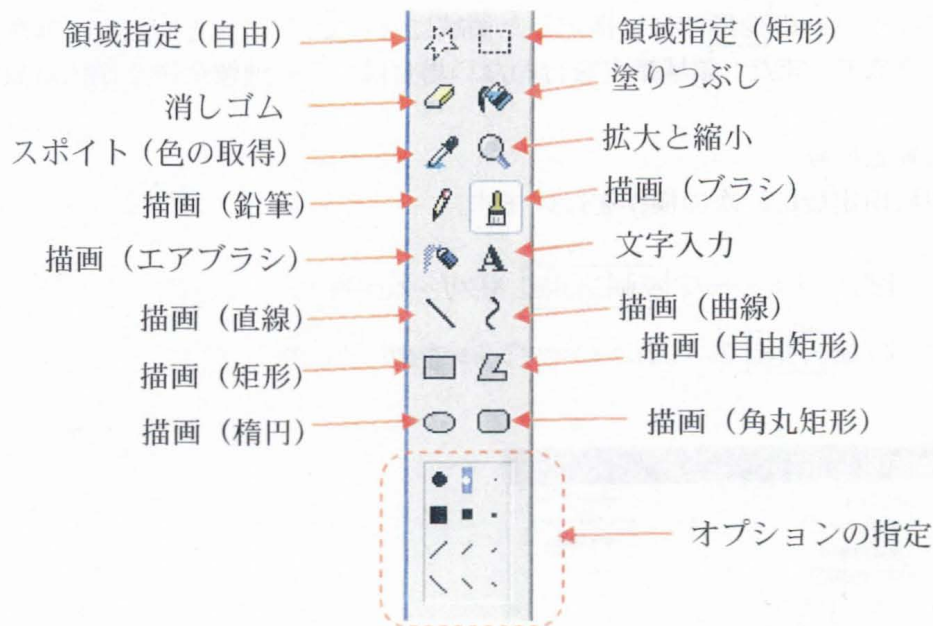 領域指定（自由）
領域指定（矩形）
消しゴム
塗りつぶし
スポイト（色の取得）
拡大と縮小
描画（鉛筆）
描画（ブラシ）
描画（エアブラシ）
文字入力
描画（直線）
描画（曲線）
描画（矩形）
描画（自由矩形）
描画（楕円）
描画（角丸矩形）
オプションの指定